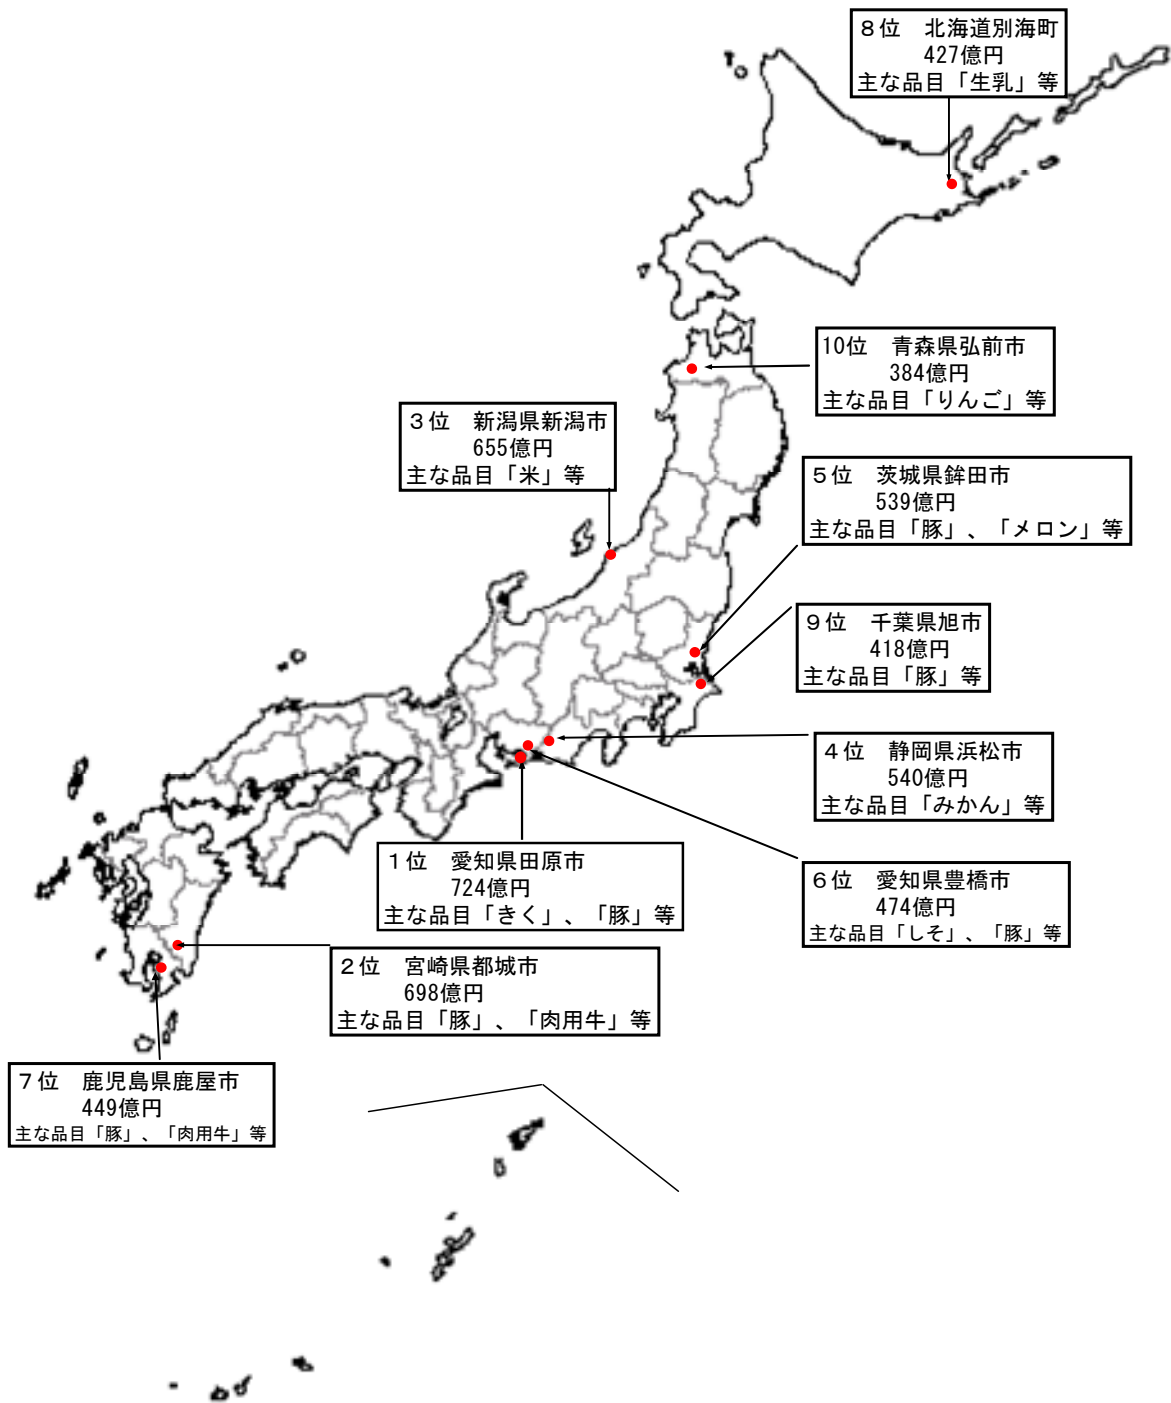 ８位　北海道別海町
427億円
主な品目「生乳」等
10位　青森県弘前市
384億円
主な品目「りんご」等
３位　新潟県新潟市
655億円
主な品目「米」等
５位　茨城県鉾田市
539億円
主な品目「豚」、「メロン」等
９位　千葉県旭市
418億円
主な品目「豚」等
４位　静岡県浜松市
540億円
主な品目「みかん」等
１位　愛知県田原市
724億円
主な品目「きく」、「豚」等
６位　愛知県豊橋市
474億円
主な品目「しそ」、「豚」等
２位　宮崎県都城市
698億円
主な品目「豚」、「肉用牛」等
７位　鹿児島県鹿屋市
449億円
主な品目「豚」、「肉用牛」等